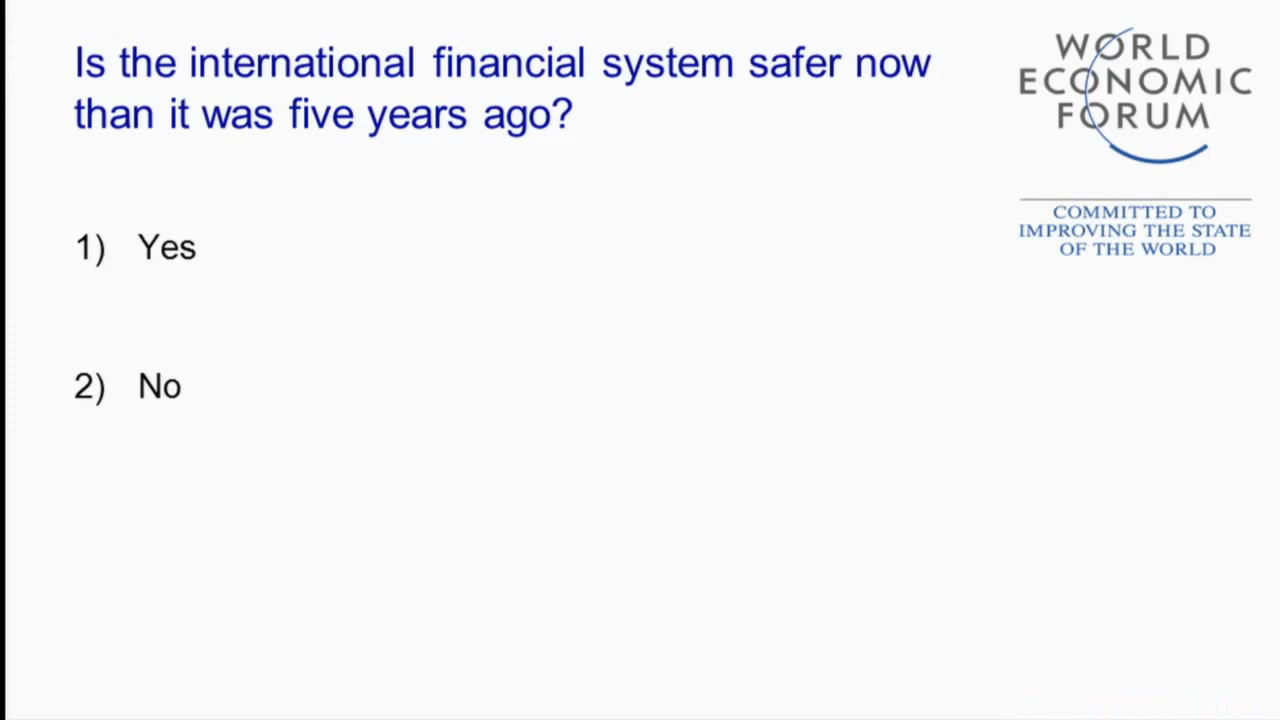 Is the international financial system safer now
than it was five years ago?
1) Yes
2) No
WORLD
ECONOMIC
FORUM
COMMITTED TO
IMPROVING THE STATE
OF THE WORLD